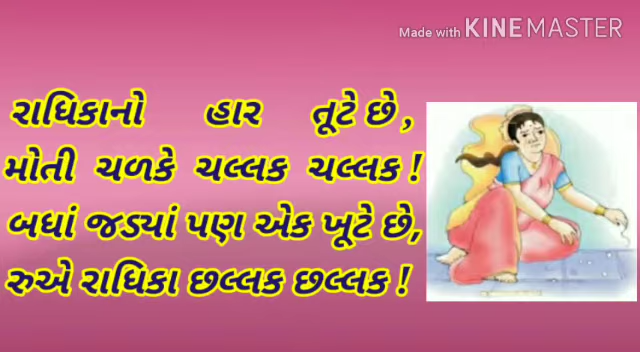 Made with KINEMASTER
રાધિકાનો હાર તૂટે છે,
મોતી ચળકે ચલ્લક ચલ્લક !
બધાં જડ્યાં પણ એક ખૂટે છે,
રુએ રાધિકા છલ્લક છલ્લક !